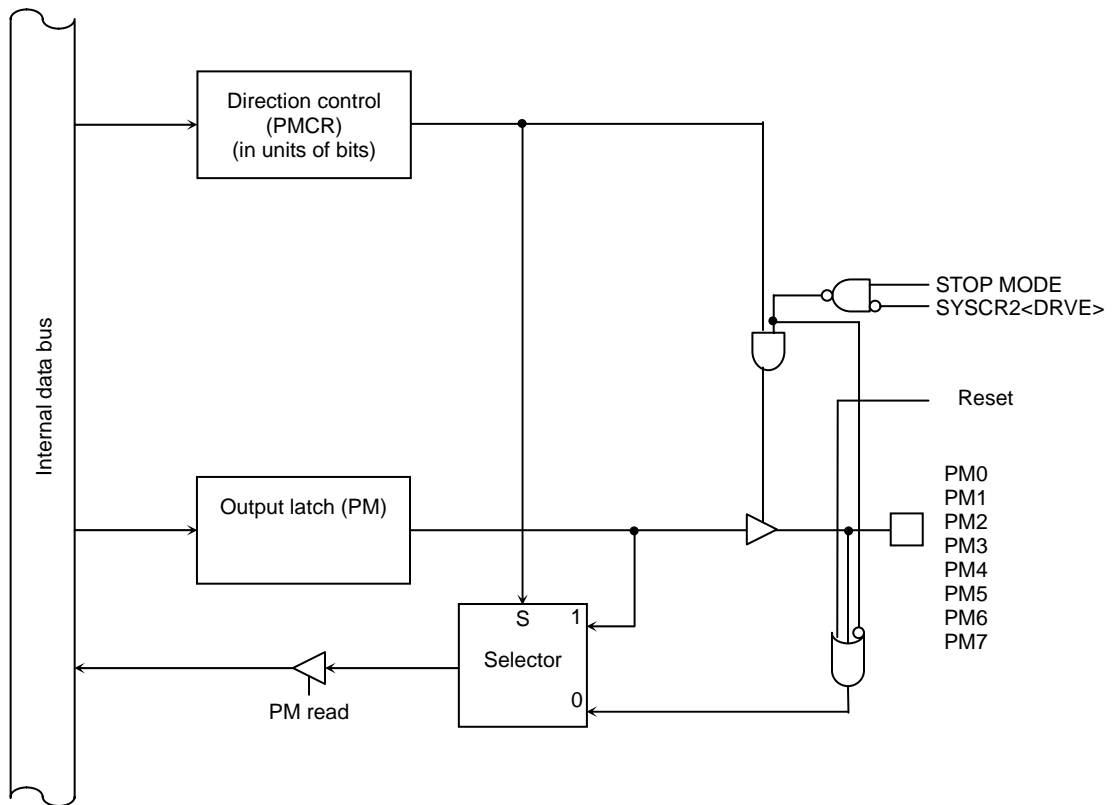 Direction control
(PMCR)
(in units of bits)
STOP MODE
SYSCR2<DRVE>
Reset
Internal data bus
Output latch (PM)
PM0
PM1
PM2
PM3
PM4
PM5
PM6
PM7
S
1
Selector
0
PM read